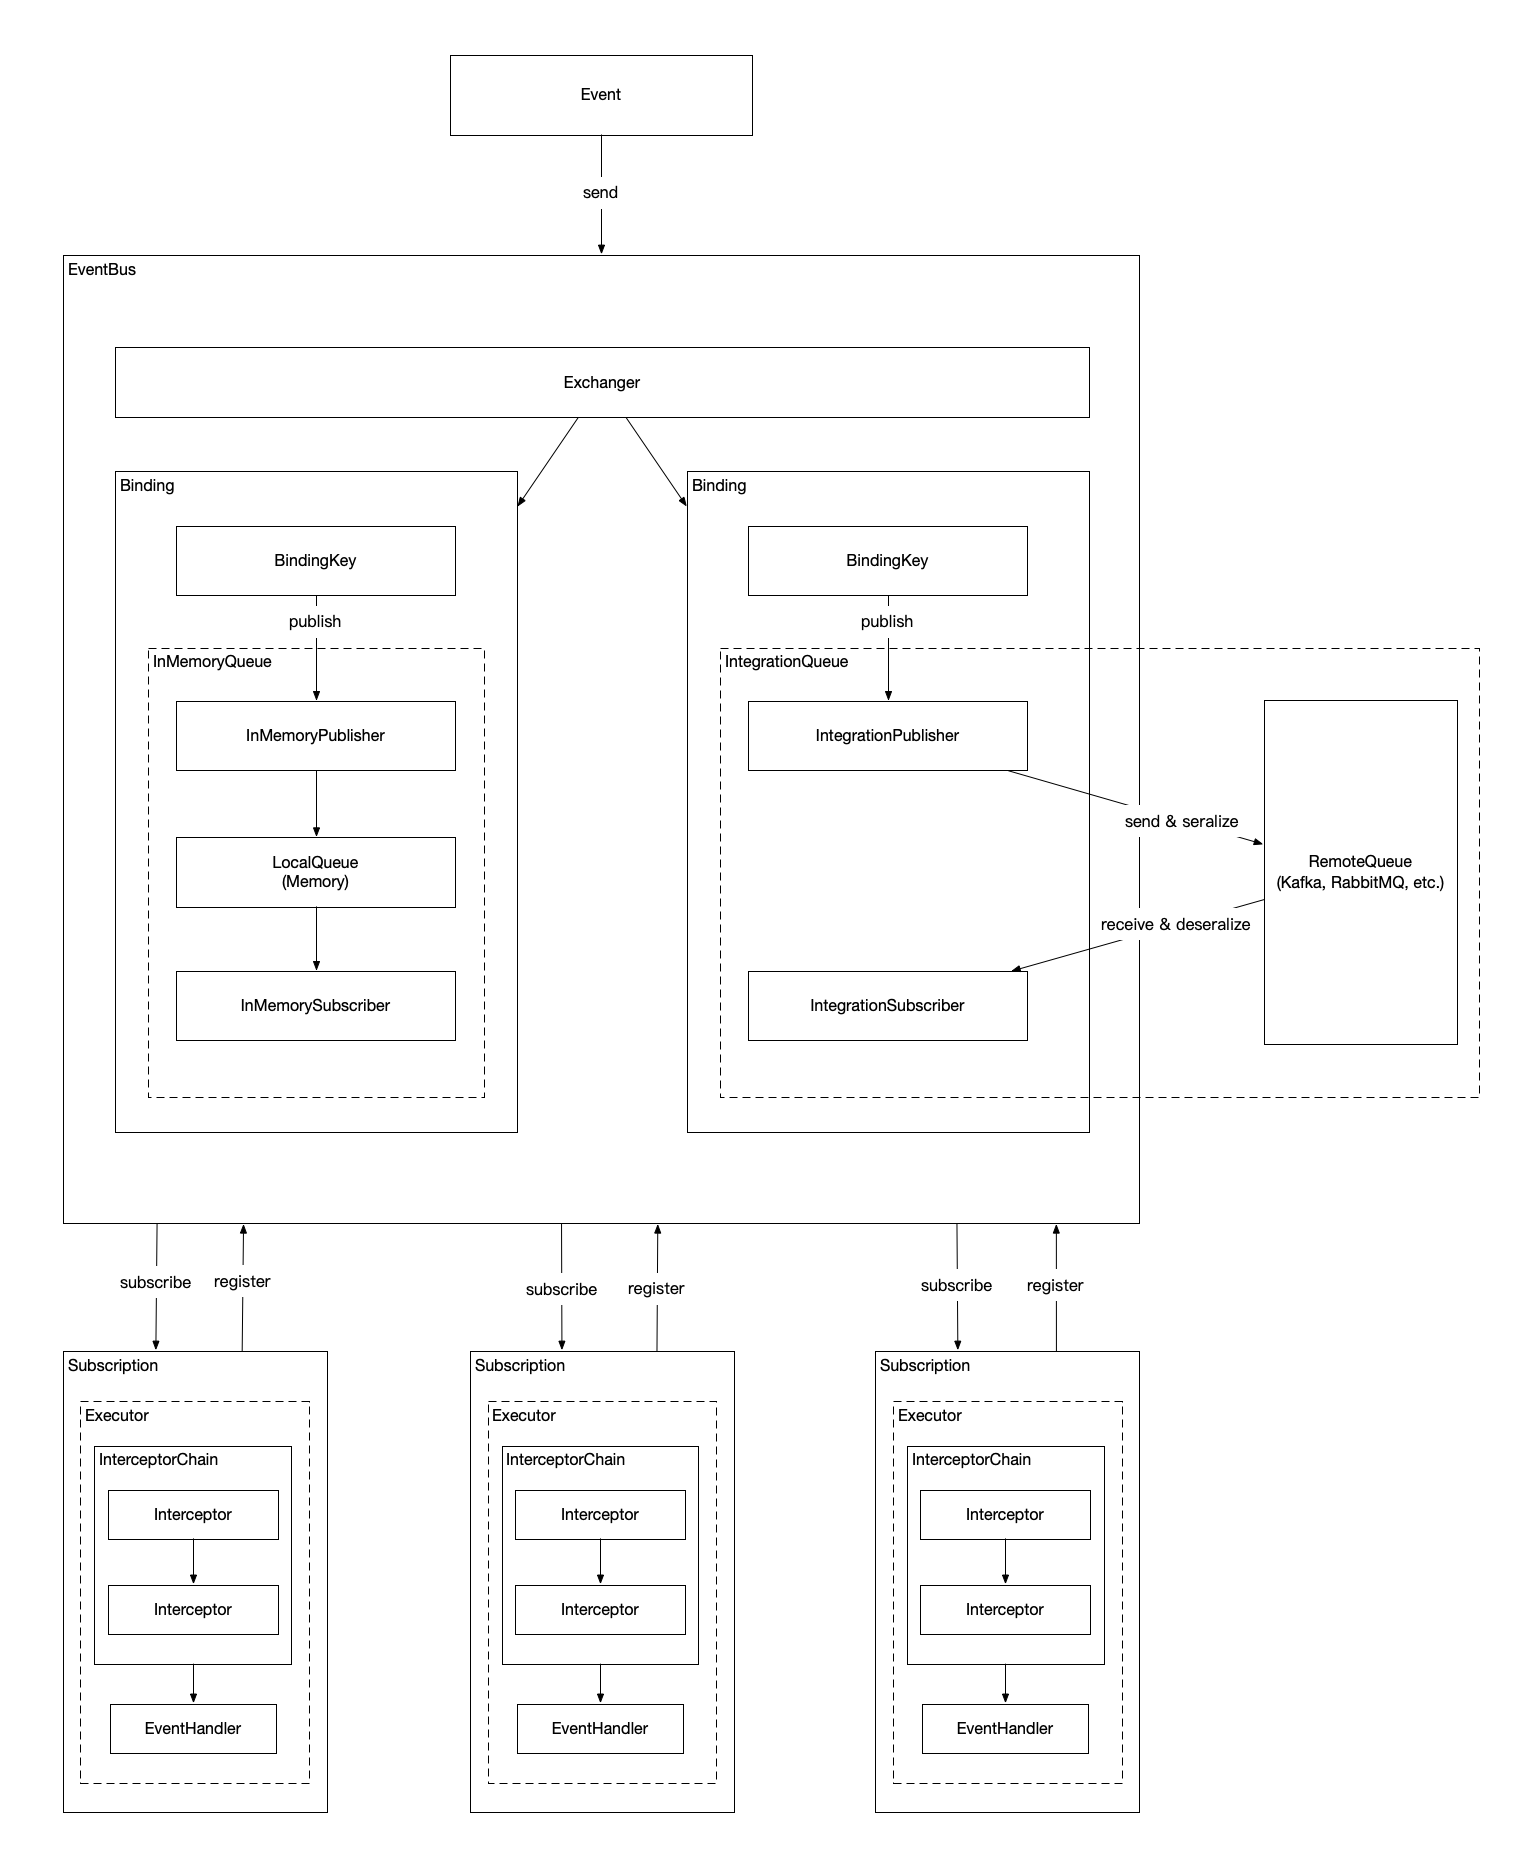 Event
send
EventBus
Exchanger
Binding
BindingKey
publish
InMemoryQueue
InMemoryPublisher
LocalQueue
(Memory)
InMemorySubscriber
Binding
BindingKey
publish
IntegrationQueue
IntegrationPublisher
send & seralize
RemoteQueue
(Kafka, RabbitMQ, etc.)
receive & deseralize
IntegrationSubscriber
subscribe
register
subscribe
register
subscribe
register
Subscription
Executor
InterceptorChain
Interceptor
Interceptor
EventHandler
Subscription
Executor
InterceptorChain
Interceptor
Interceptor
EventHandler
Subscription
Executor
InterceptorChain
Interceptor
Interceptor
EventHandler